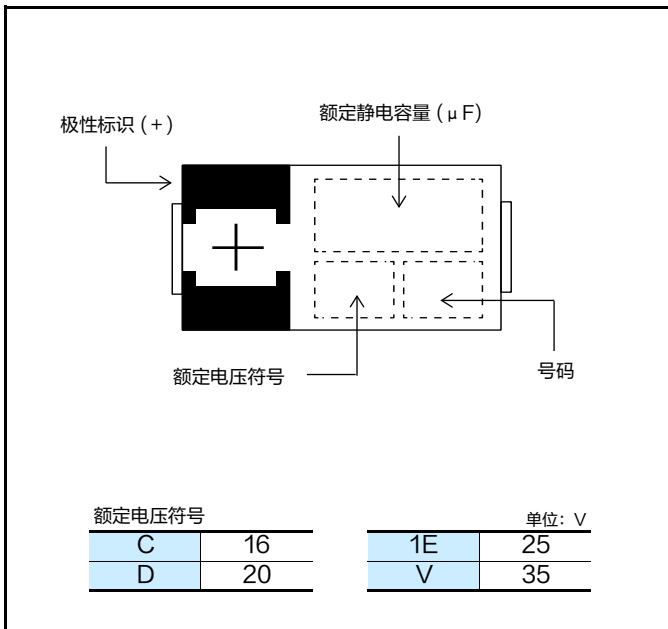 额定静电容量 (μF)
极性标识 (+)
+
额定电压符号
号码
额定电压符号
单位: V
C 16 1E 25
D 20 V 35